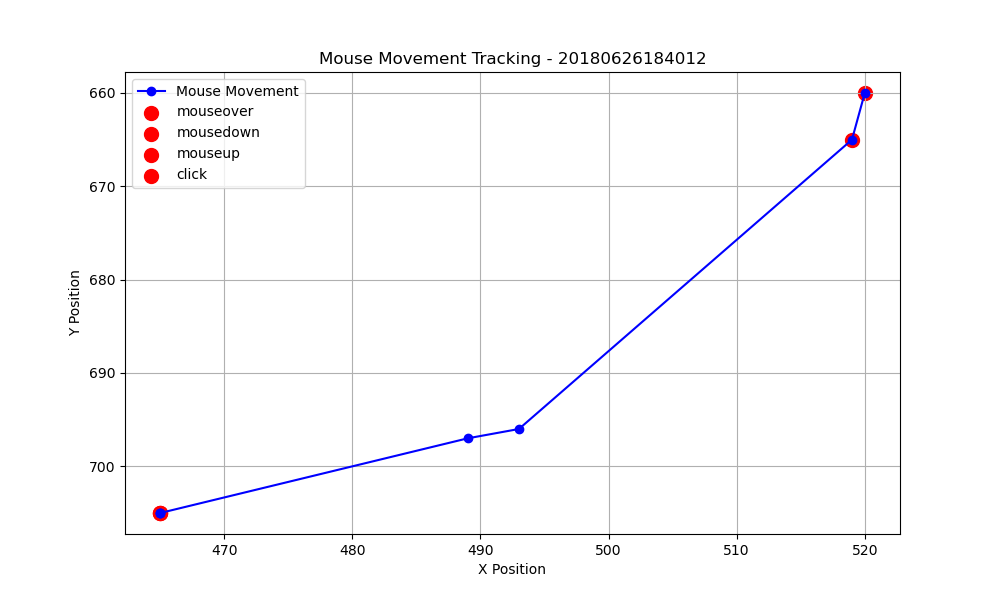 Mouse Movement Tracking - 20180626184012
Mouse Movement
mouseover
mousedown
mouseup
click
660
670
680
690
700
Y Position
470 480 490 500 510 520
X Position